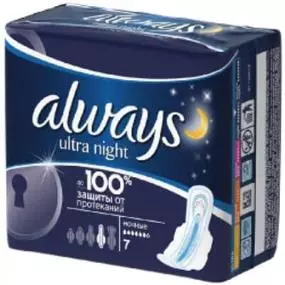 always
ultra night
до 100%
защиты от
протеканий
ночные
7